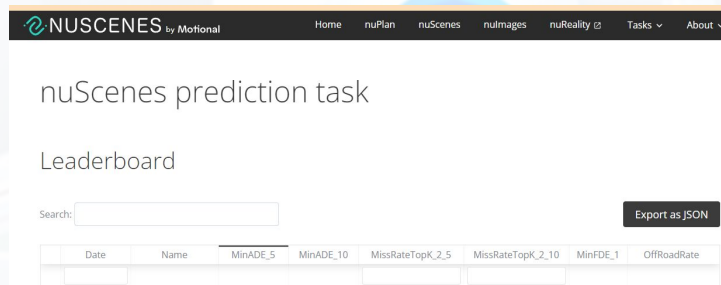 NUSCENES by Motional Home nuPlan nuScenes nuImages nuReality Tasks About
nuScenes prediction task
Leaderboard
Search: Export as JSON
Date Name MinADE_5 MinADE_10 MissRateTopK_2_5 MissRateTopK_2_10 MinFDE_1 OffRoadRate